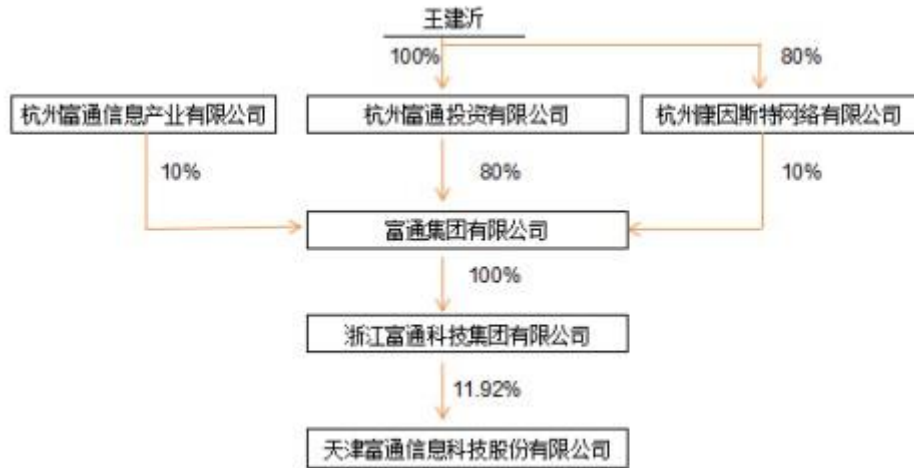 王建沂
100%
80%
杭州富通信息产业有限公司
杭州富通投资有限公司
杭州康因斯特网络有限公司
10%
80%
10%
富通集团有限公司
100%
浙江富通科技集团有限公司
11.92%
天津富通信息科技股份有限公司